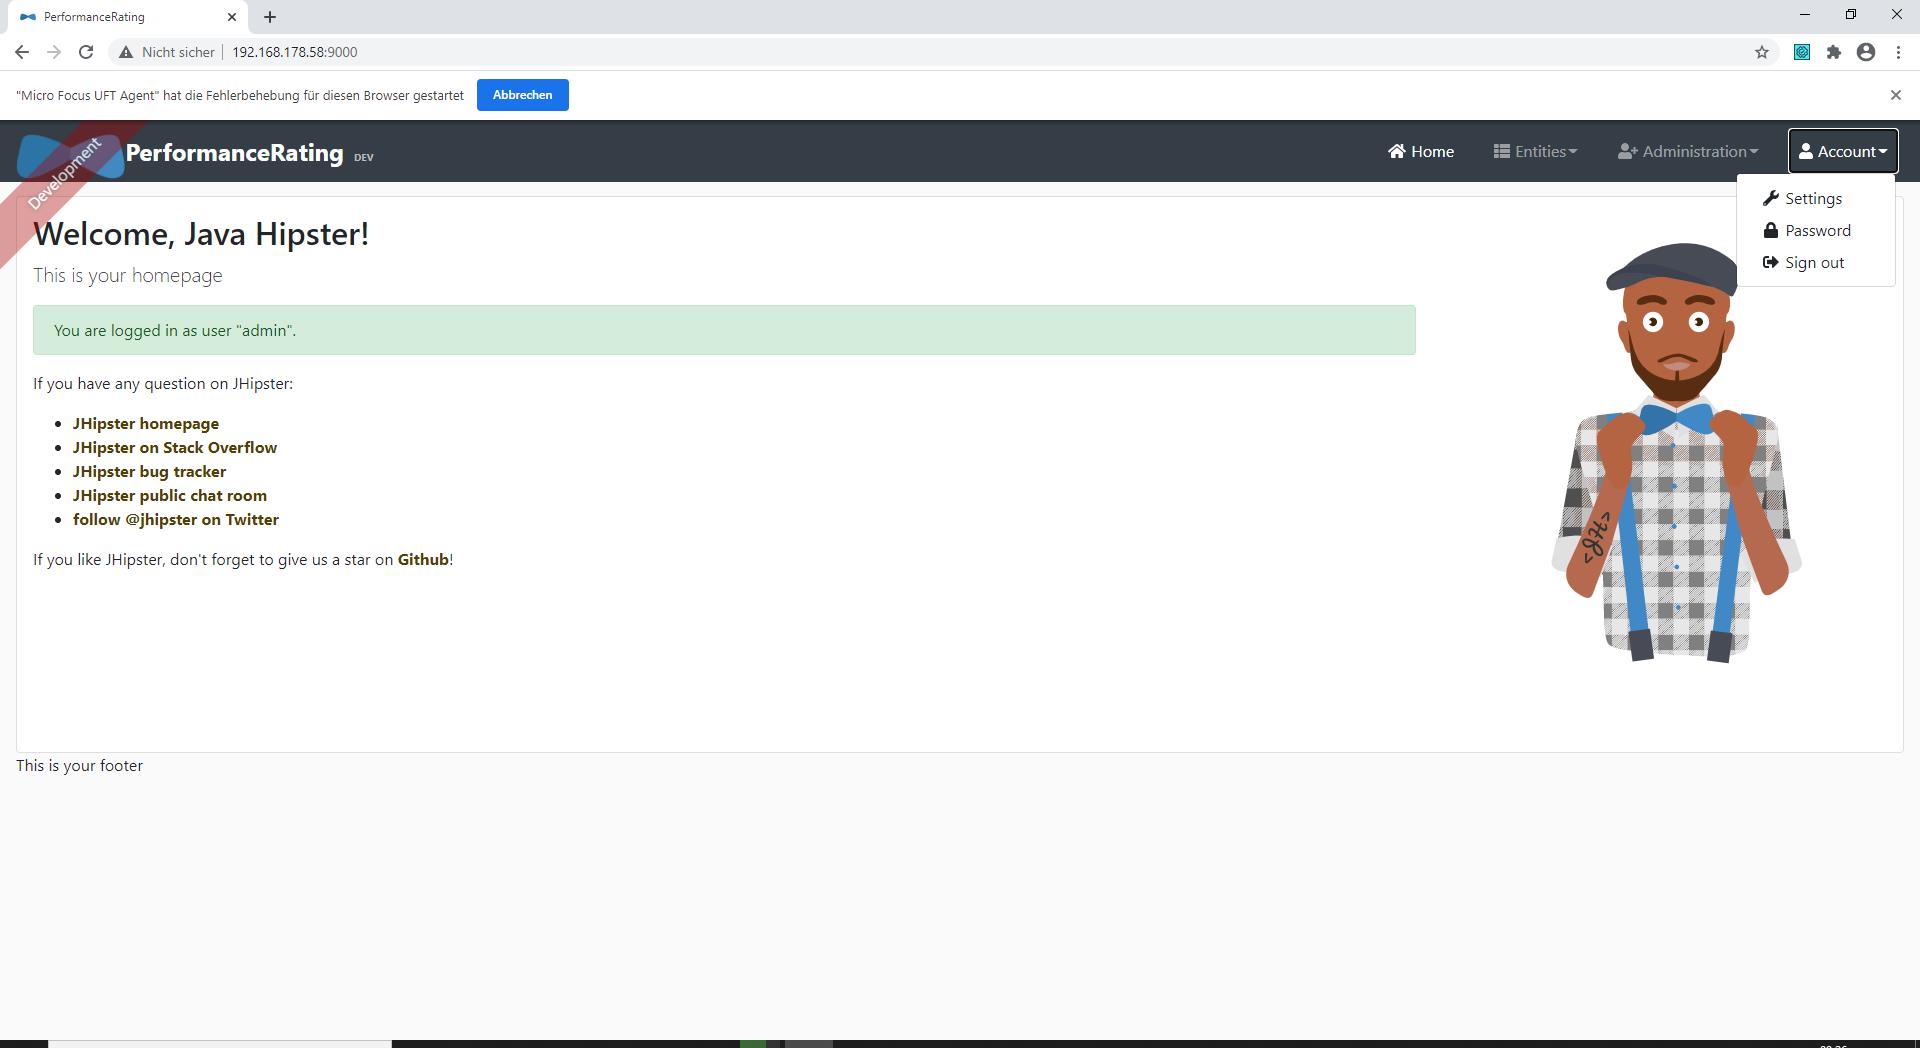 PerformanceRating
Nicht sicher 192.168.178.58:9000
"Micro Focus UFT Agent" hat die Fehlerbehebung für diesen Browser gestartet Abbrechen
Development
PerformanceRating DEV
Home Entities Administration Account
Settings
Password
Sign out
Welcome, Java Hipster!
This is your homepage
You are logged in as user "admin".
If you have any question on JHipster:
JHipster homepage
JHipster on Stack Overflow
JHipster bug tracker
JHipster public chat room
follow @jhipster on Twitter
If you like JHipster, don't forget to give us a star on Github!
<JH>
This is your footer